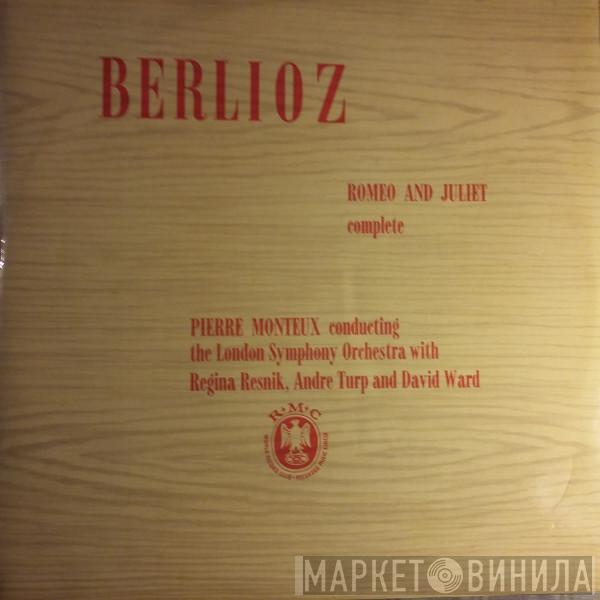 BERLIOZ
ROMEO AND JULIET
complete
PIERRE MONTEUX conducting
the London Symphony Orchestra with
Regina Resnik, Andre Turp and David Ward
R·M·C
МАРКЕТ ВИНИЛА